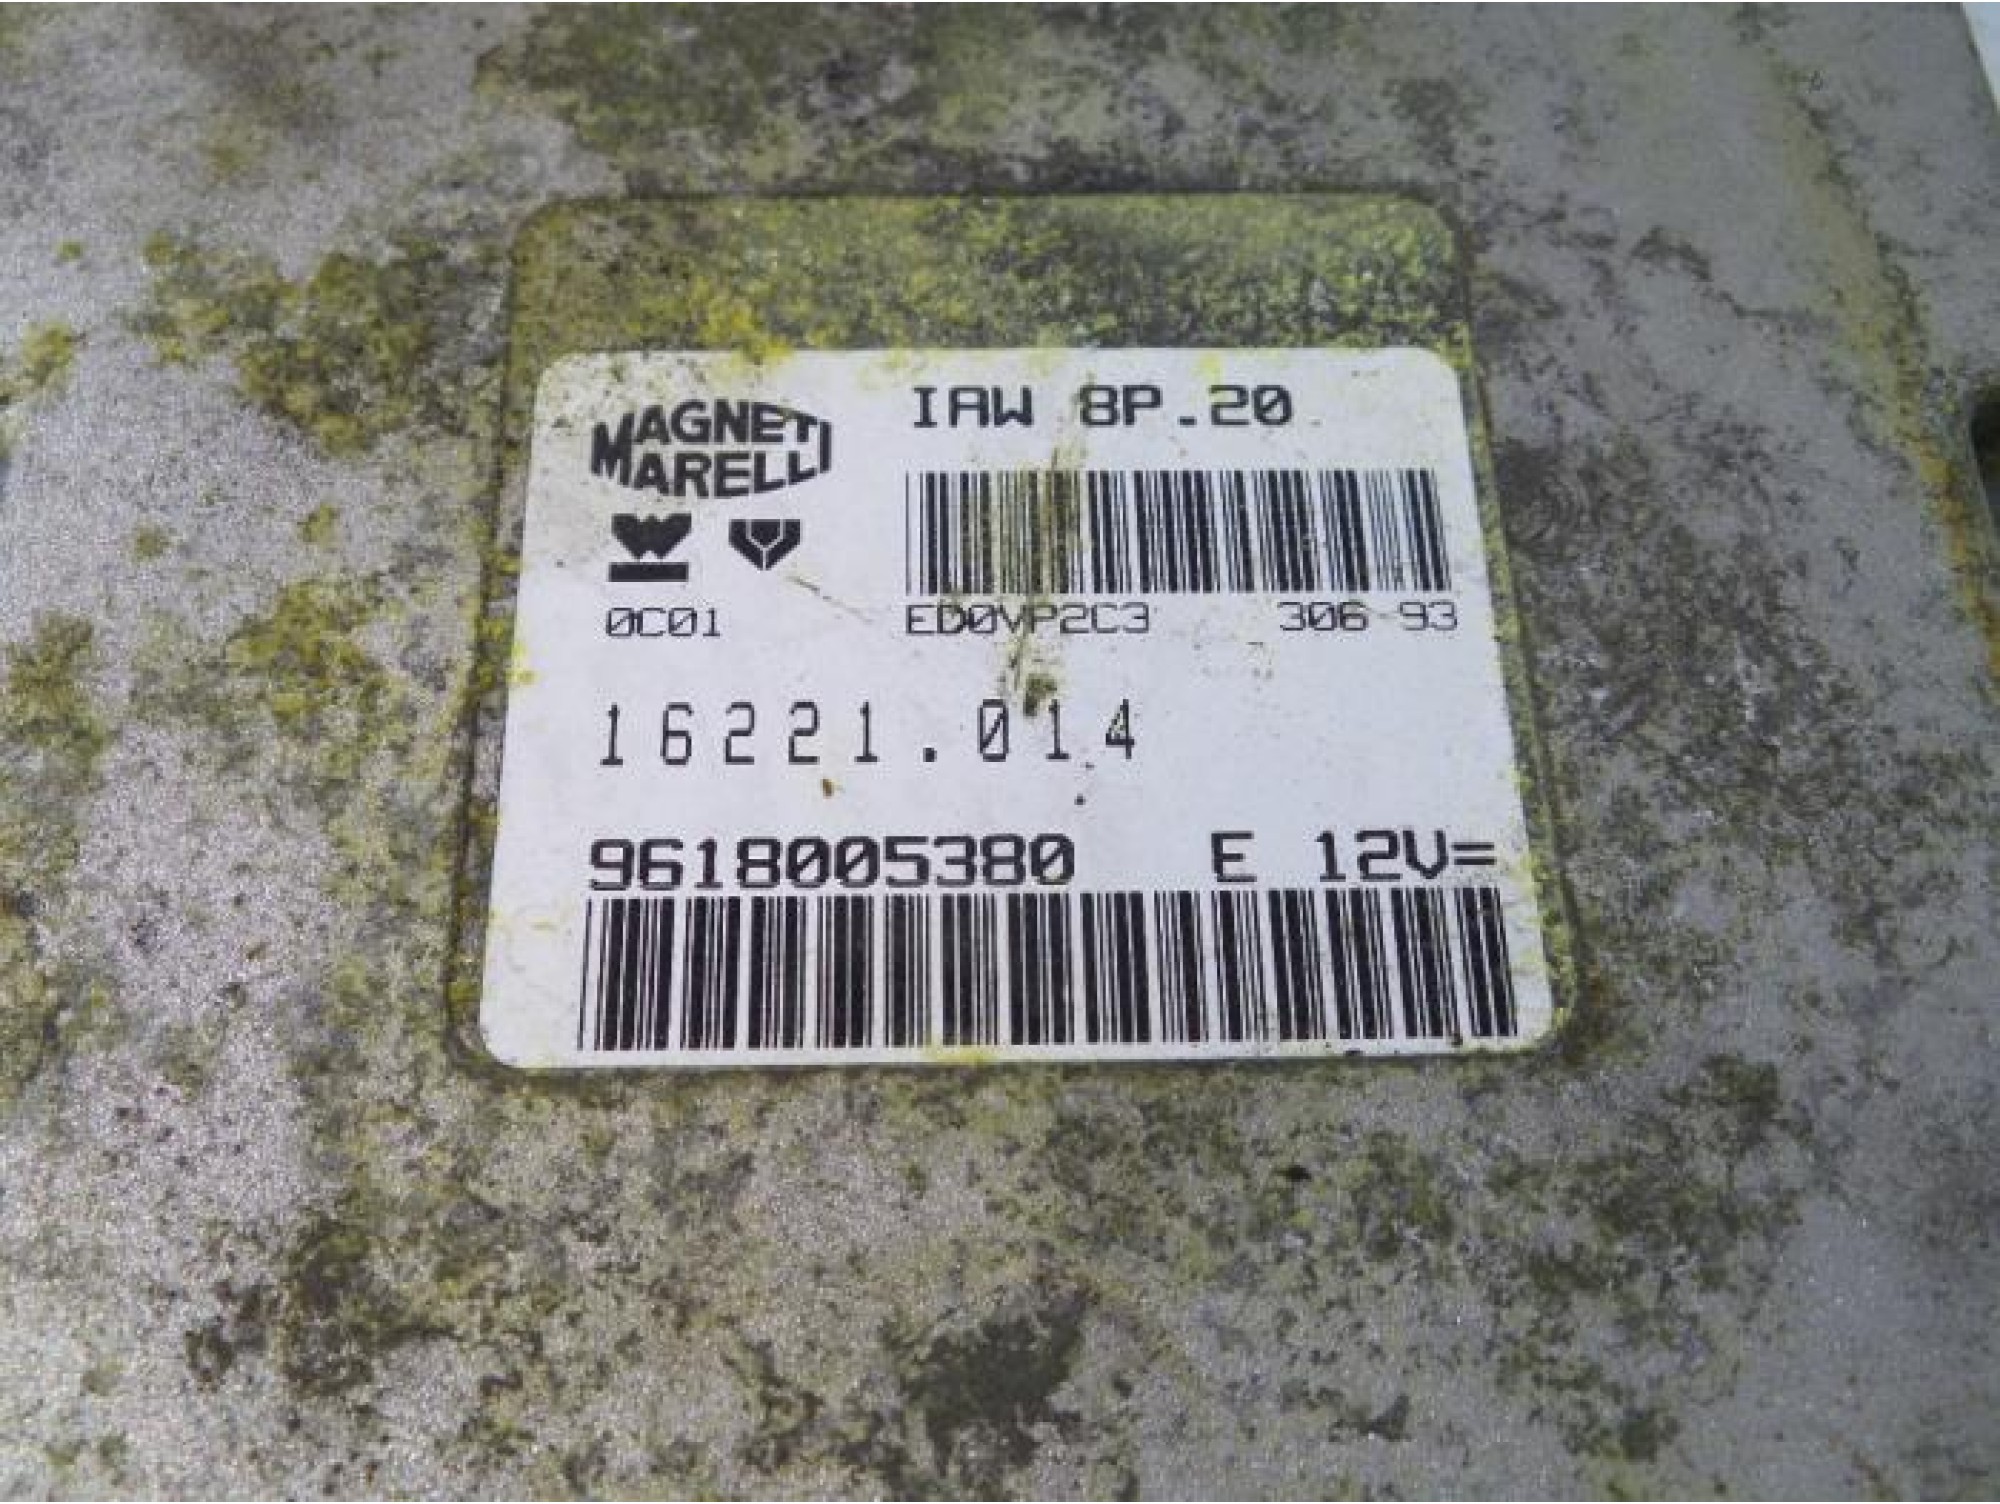 MAGNETI
MARELLI
IAW 8P.20
0C01 ED0VP2C3 306-93
16221.014
9618005380 E 12V=